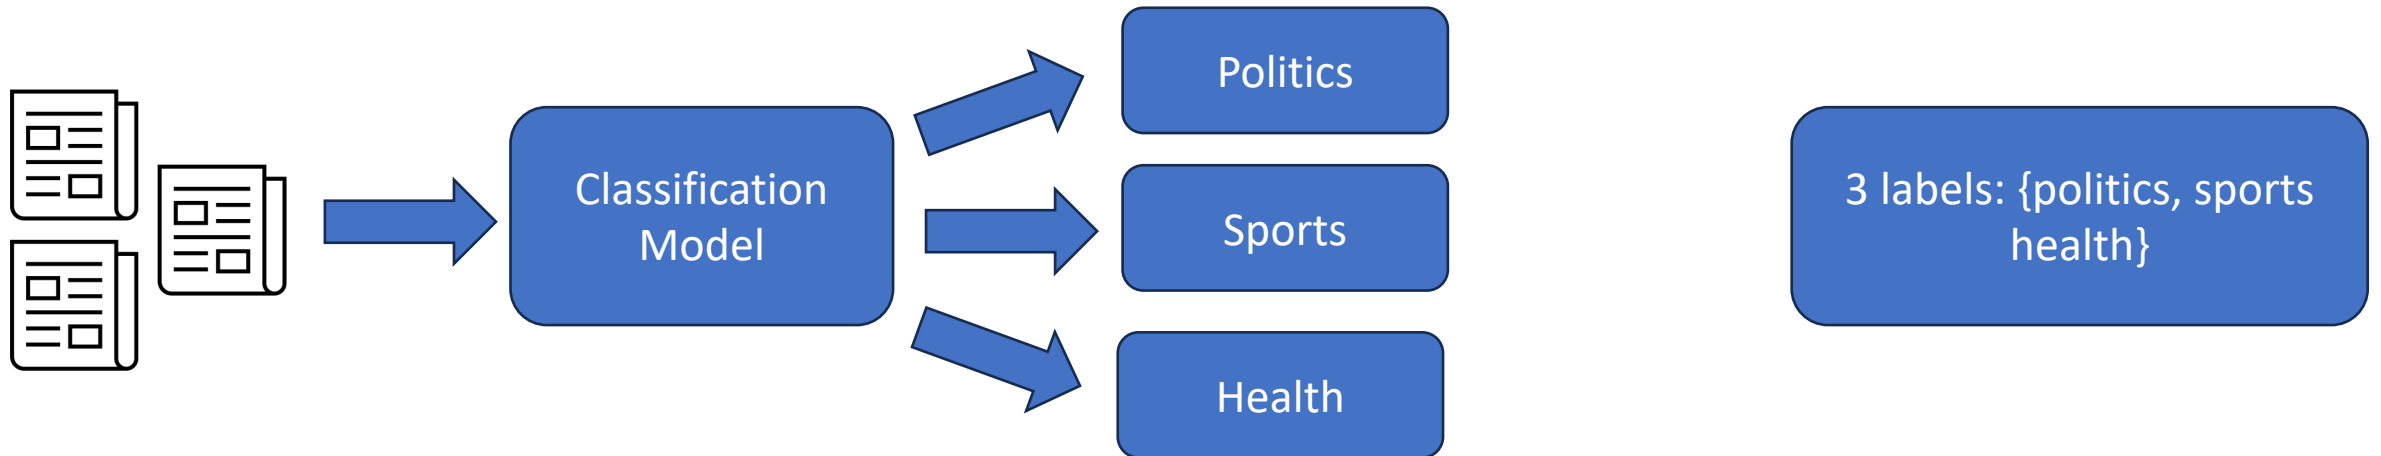 Politics
Classification
Model
Sports
Health
3 labels: {politics, sports
health}